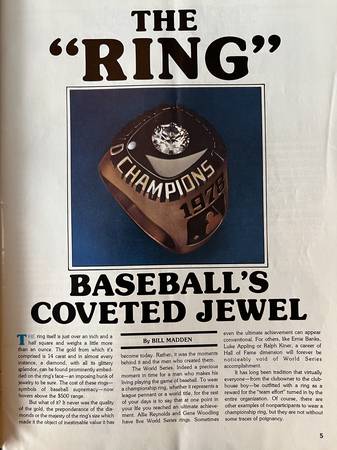 THE
“RING”
D CHAMPIONS
1978
BASEBALL’S
COVETED JEWEL
THE ring itself is just over an inch and a
half square and weighs a little more
than an ounce. The gold from which it’s
comprised is 14 carat and in almost every
instance, a diamond, with all its glittery
splendor, can be found prominently embed-
ded on the ring’s face—an imposing hunk of
jewelry to be sure. The cost of these rings—
symbols of baseball supremacy—now
hovers above the $500 range.
But what of it? It never was the quality
of the gold, the preponderance of the dia-
monds or the majesty of the ring’s size which
made it the object of inestimable value it has
By BILL MADDEN
become today. Rather, it was the moments
behind it and the men who created them.
The World Series. Indeed a precious
moment in time for a man who makes his
living playing the game of baseball. To wear
a championship ring, whether it represents a
league pennant or a world title, for the rest
of your days is to say that at one point in
your life you reached an ultimate achieve-
ment. Allie Reynolds and Gene Woodling
have five World Series rings. Sometimes
even the ultimate achievement can appear
conventional. For others, like Ernie Banks,
Luke Appling or Ralph Kiner, a career of
Hall of Fame dimension will forever be
noticeably void of World Series
accomplishment.
It has long been tradition that virtually
everyone—from the clubowner to the club-
house boy—be outfitted with a ring as a
reward for the “team effort” turned in by the
entire organization. Of course, there are
other examples of nonparticipants to wear a
championship ring, but they are not without
some traces of poignancy.
5